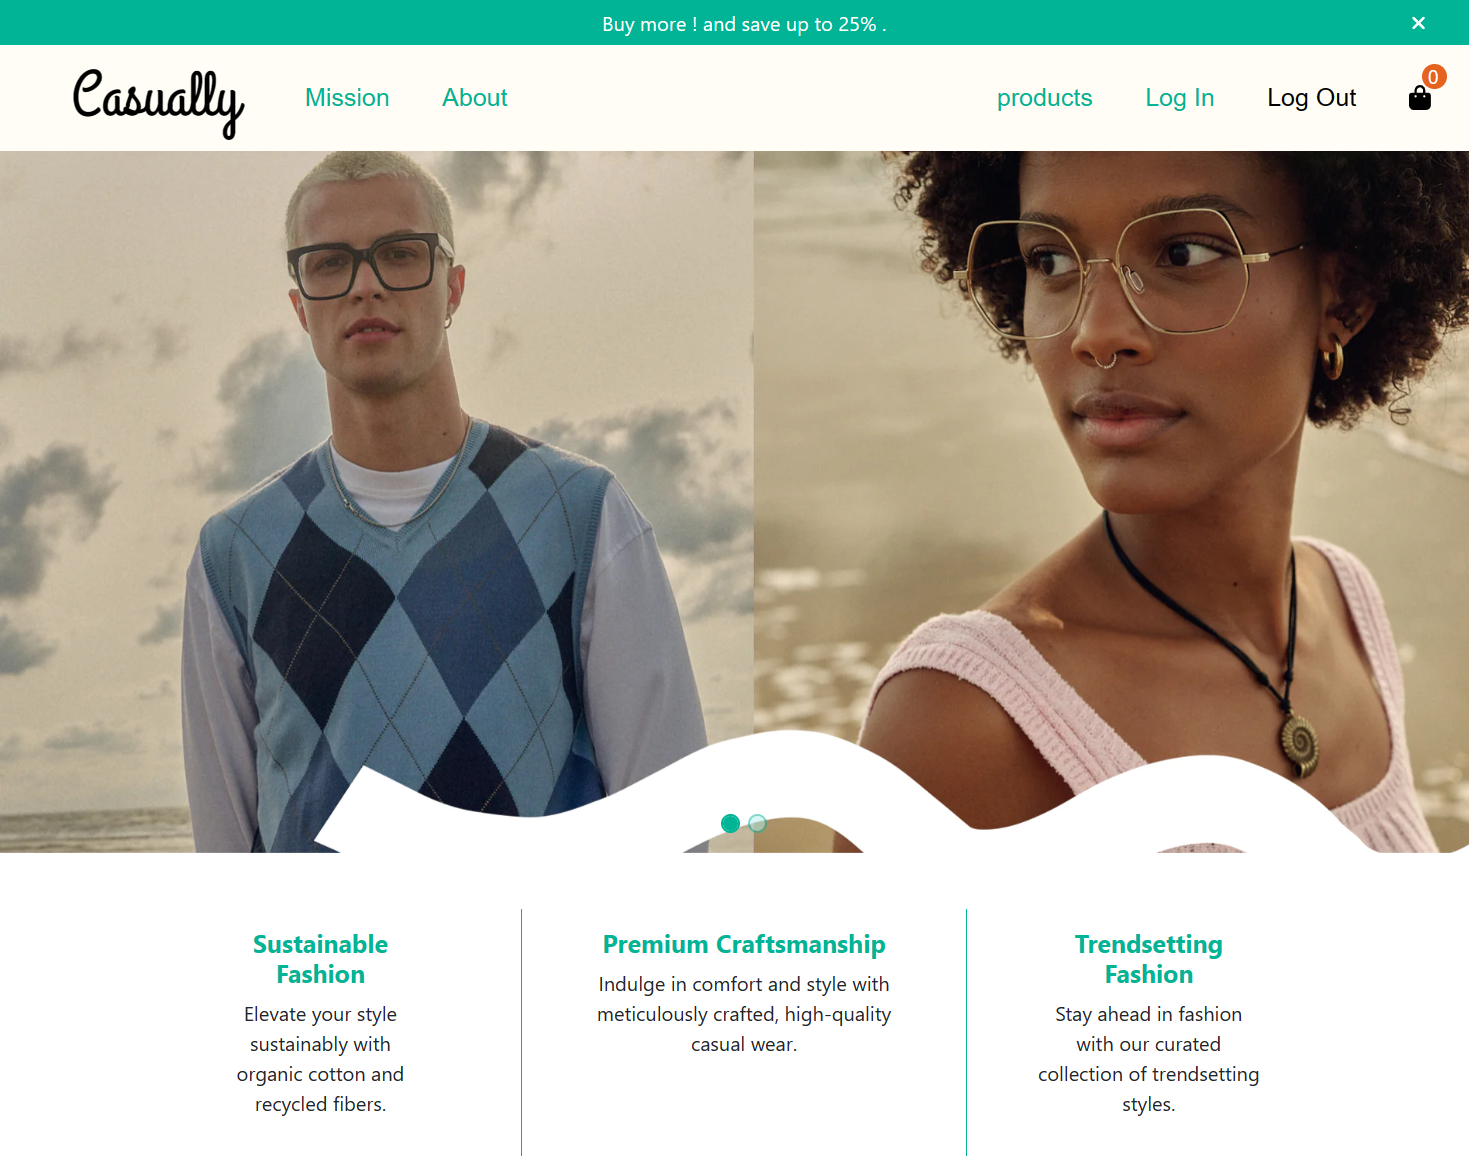 Buy more ! and save up to 25% .
Casually
Mission
About
products
Log In
Log Out
0
Sustainable
Fashion
Elevate your style
sustainably with
organic cotton and
recycled fibers.
Premium Craftsmanship
Indulge in comfort and style with
meticulously crafted, high-quality
casual wear.
Trendsetting
Fashion
Stay ahead in fashion
with our curated
collection of trendsetting
styles.